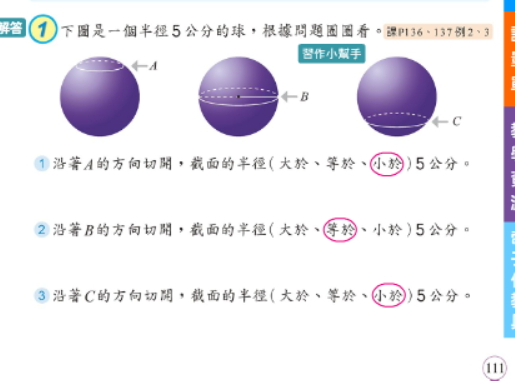 解答 1 下圖是一個半徑5公分的球，根據問題圈圈看。課P136、137例2、3
習作小幫手
A
B
C
1 沿著A的方向切開，截面的半徑(大於、等於、小於)5公分。
2 沿著B的方向切開，截面的半徑(大於、等於、小於)5公分。
3 沿著C的方向切開，截面的半徑(大於、等於、小於)5公分。
111